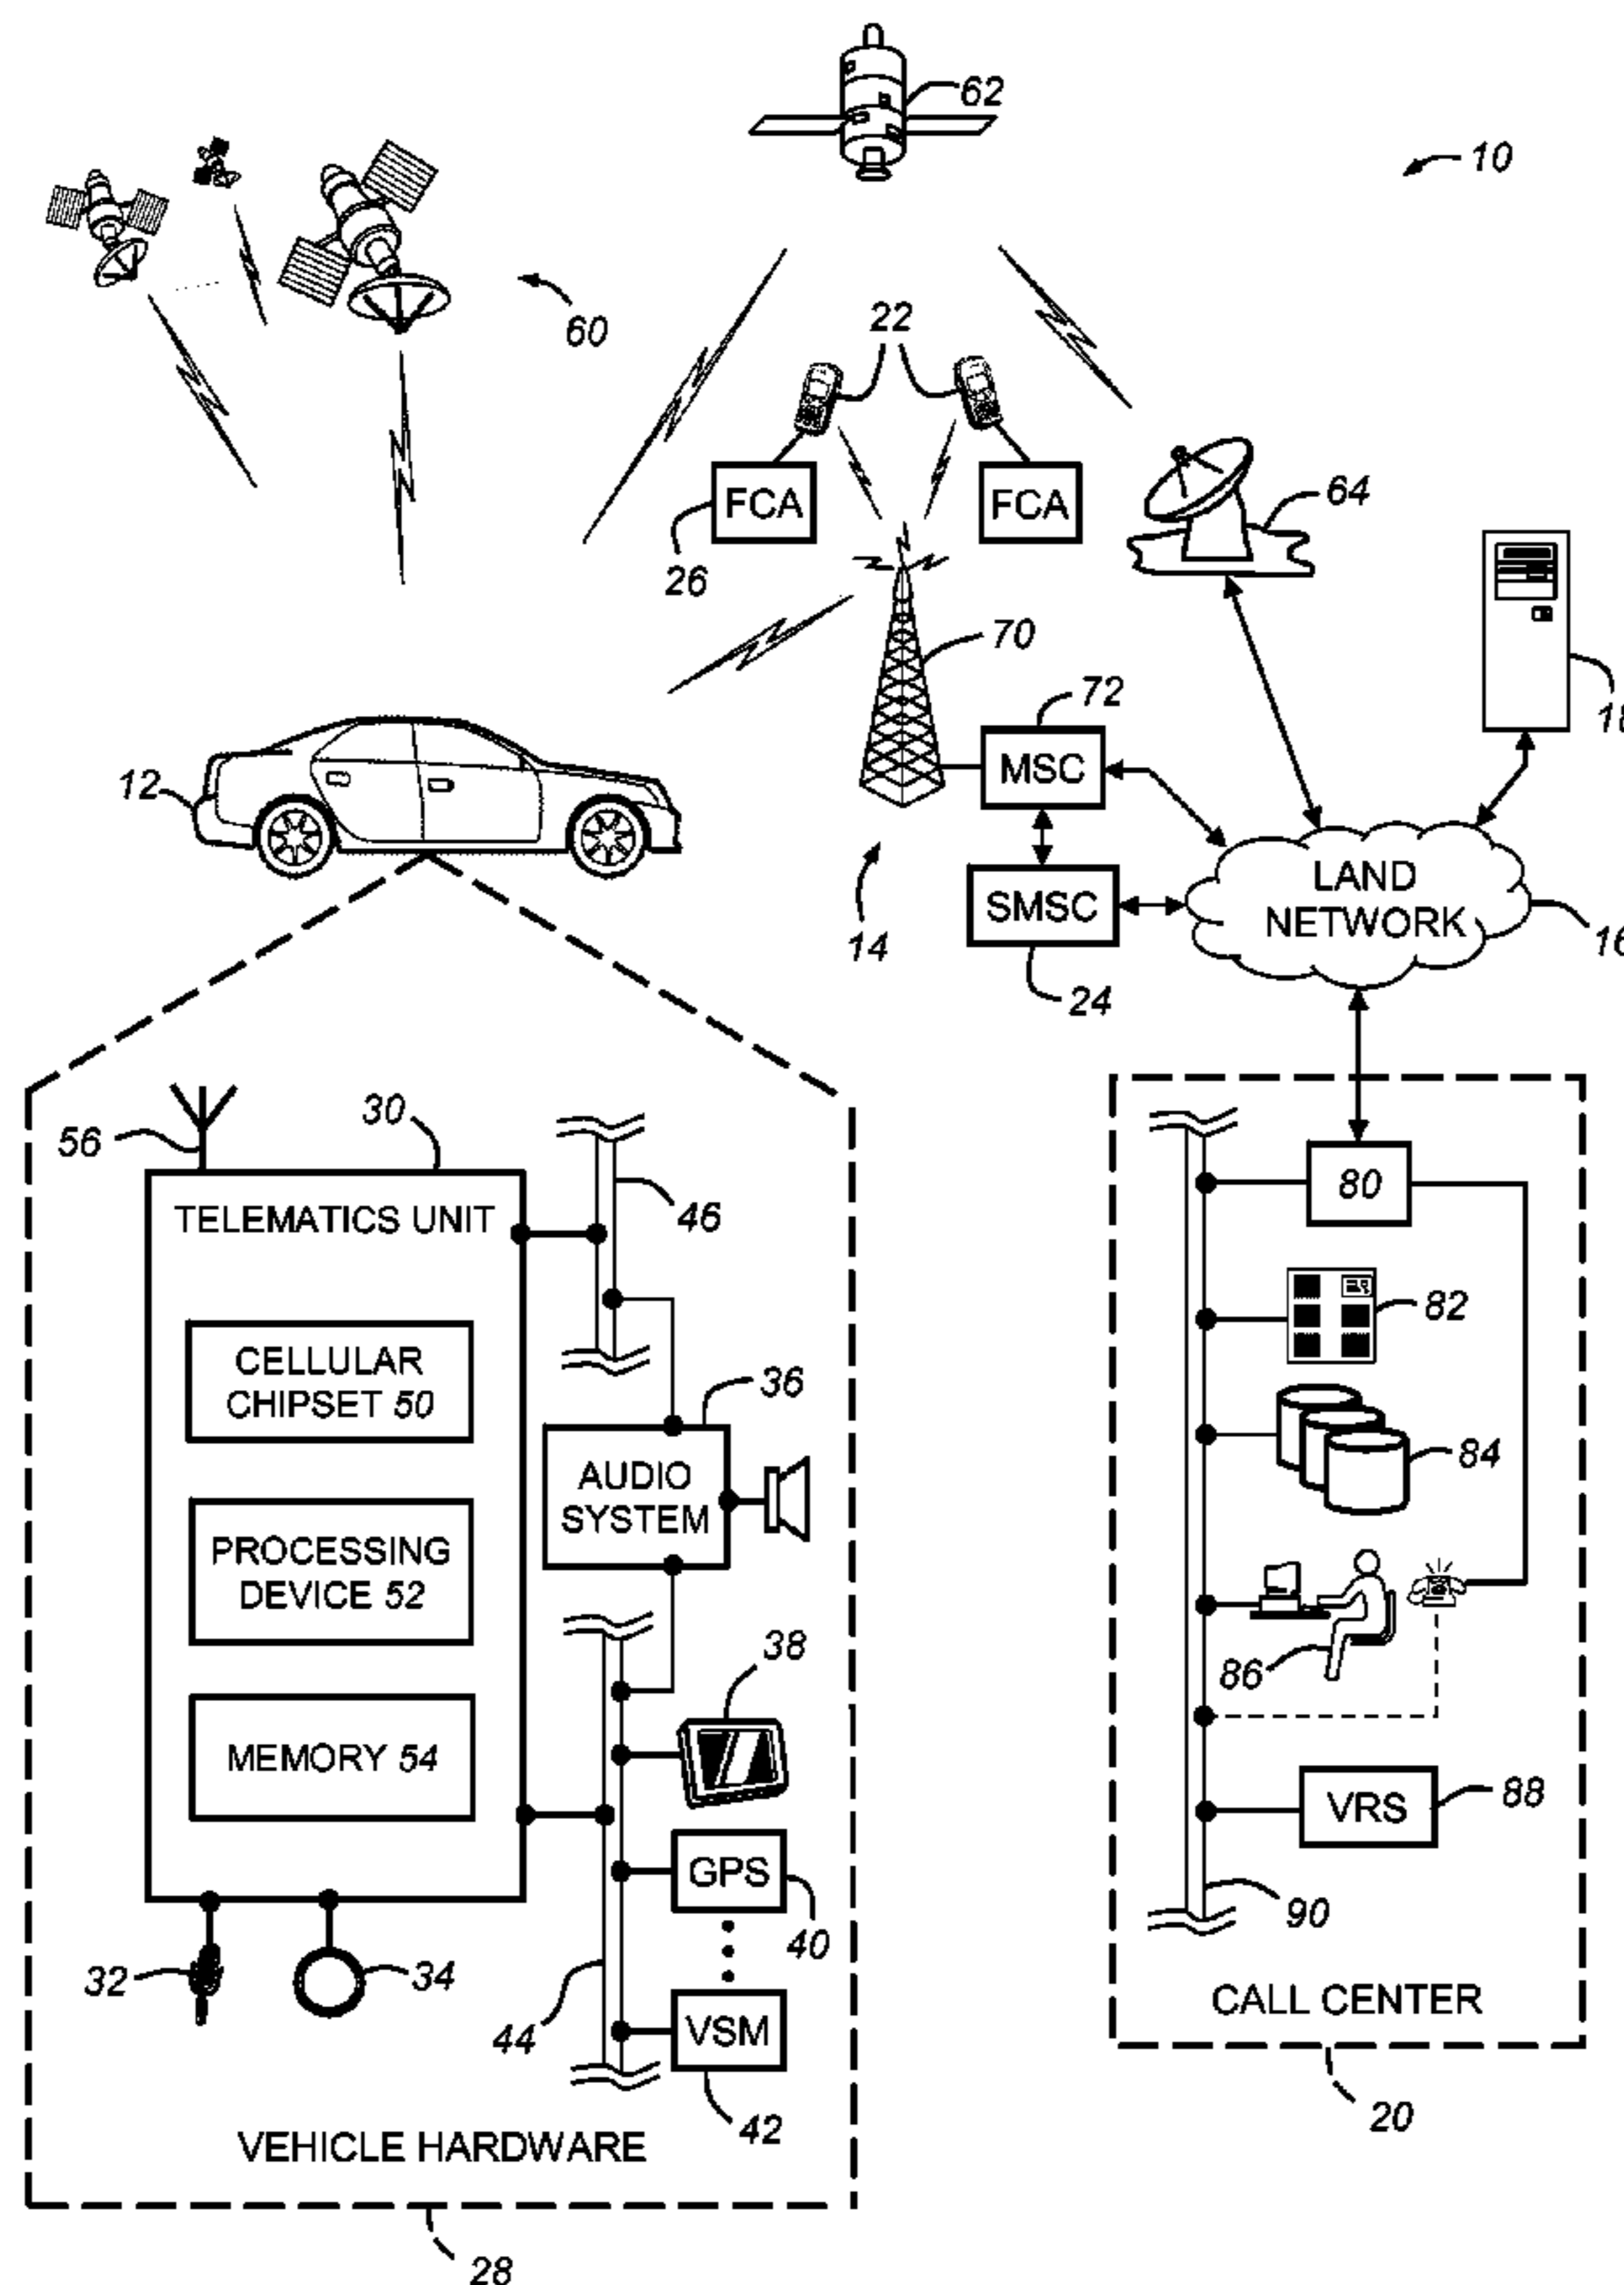 62
10
60
22
FCA
FCA
26
64
18
70
72
MSC
12
LAND
NETWORK
SMSC
14
24
16
56
30
TELEMATICS UNIT
46
CELLULAR
CHIPSET 50
36
AUDIO
SYSTEM
PROCESSING
DEVICE 52
38
MEMORY 54
GPS
40
32
34
44
VSM
42
VEHICLE HARDWARE
28
80
82
84
86
VRS
88
90
CALL CENTER
20